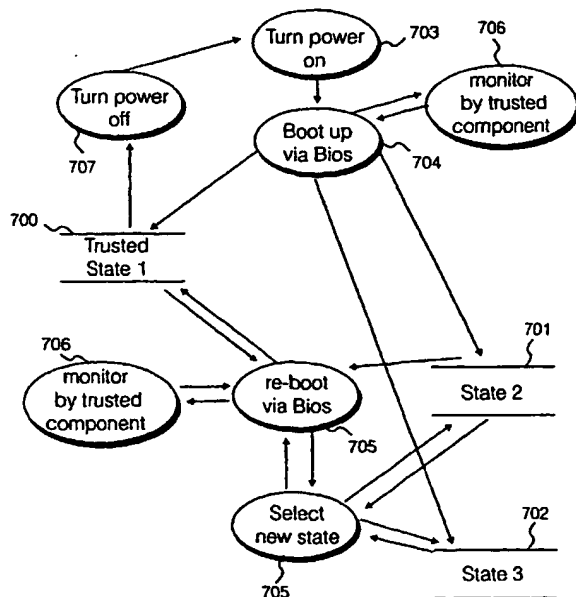 Turn power
on
703
706
monitor
by trusted
component
Turn power
off
707
Boot up
via Bios
704
700
Trusted
State 1
706
monitor
by trusted
component
re-boot
via Bios
705
701
State 2
Select
new state
705
702
State 3